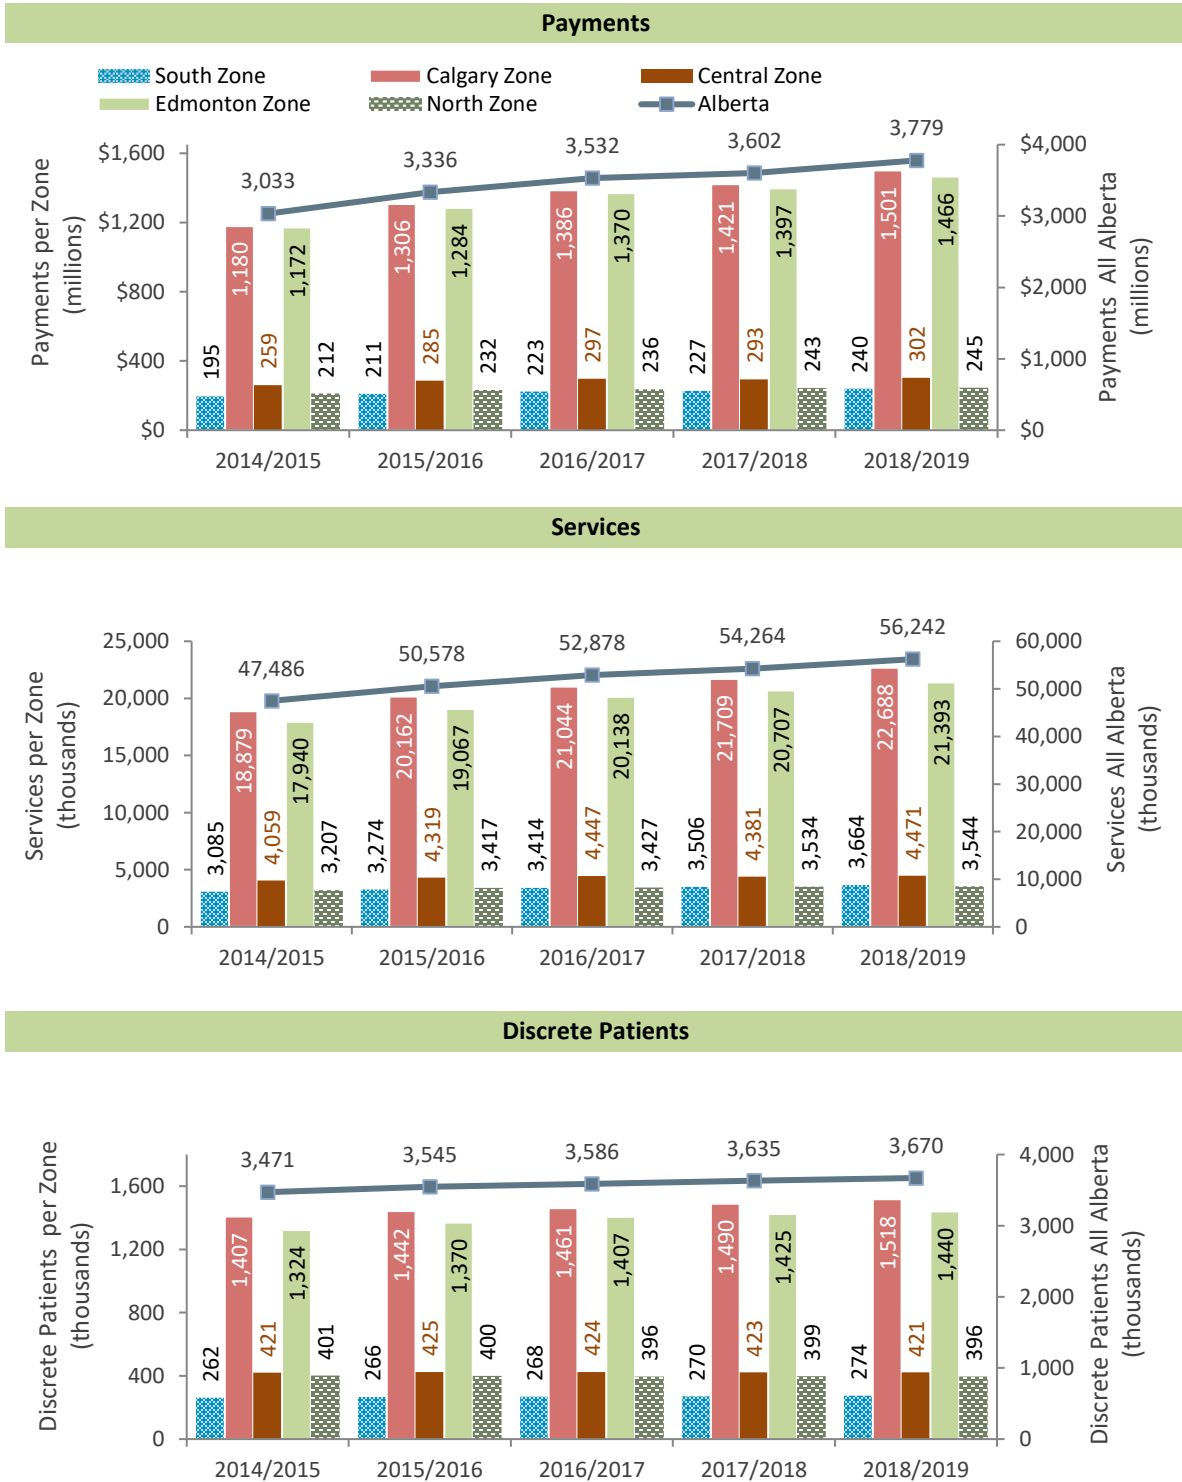 Payments
South Zone Calgary Zone Central Zone
Edmonton Zone North Zone Alberta
Payments per Zone
(millions)
$1,600
$1,200
$800
$400
$0
3,033 3,336 3,532 3,602 3,779
195 1,180 259 1,172 212
211 1,306 285 1,284 232
223 1,386 297 1,370 236
227 1,421 293 1,397 243
240 1,501 302 1,466 245
$4,000
$3,000
$2,000
$1,000
$0
Payments All Alberta
(millions)
2014/2015 2015/2016 2016/2017 2017/2018 2018/2019
Services
Services per Zone
(thousands)
25,000
20,000
15,000
10,000
5,000
0
47,486 50,578 52,878 54,264 56,242
3,085 18,879 4,059 17,940 3,207
3,274 20,162 4,319 19,067 3,417
3,414 21,044 4,447 20,138 3,427
3,506 21,709 4,381 20,707 3,534
3,664 22,688 4,471 21,393 3,544
60,000
50,000
40,000
30,000
20,000
10,000
0
Services All Alberta
(thousands)
2014/2015 2015/2016 2016/2017 2017/2018 2018/2019
Discrete Patients
Discrete Patients per Zone
(thousands)
1,600
1,200
800
400
0
3,471 3,545 3,586 3,635 3,670
262 1,407 421 1,324 401
266 1,442 425 1,370 400
268 1,461 424 1,407 396
270 1,490 423 1,425 399
274 1,518 421 1,440 396
4,000
3,000
2,000
1,000
0
Discrete Patients All Alberta
(thousands)
2014/2015 2015/2016 2016/2017 2017/2018 2018/2019